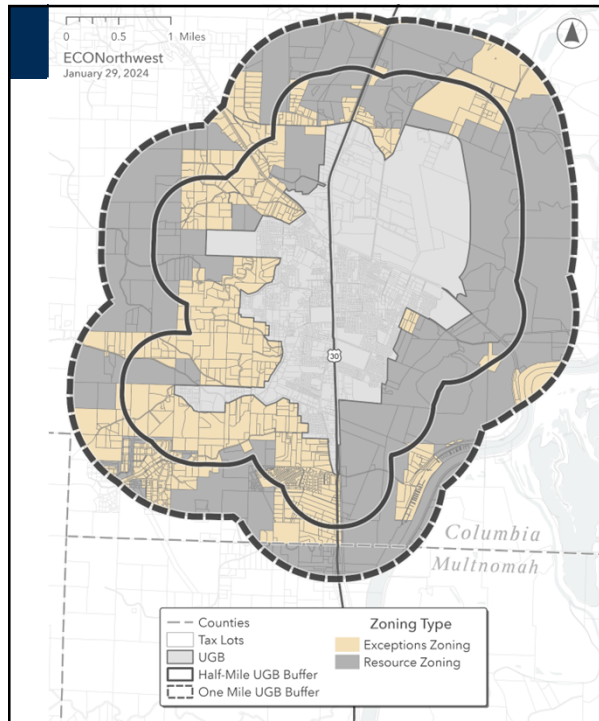 0 0.5 1 Miles
ECONorthwest
January 29, 2024
30
Columbia
Multnomah
Counties
Tax Lots
UGB
Half-Mile UGB Buffer
One Mile UGB Buffer
Zoning Type
Exceptions Zoning
Resource Zoning